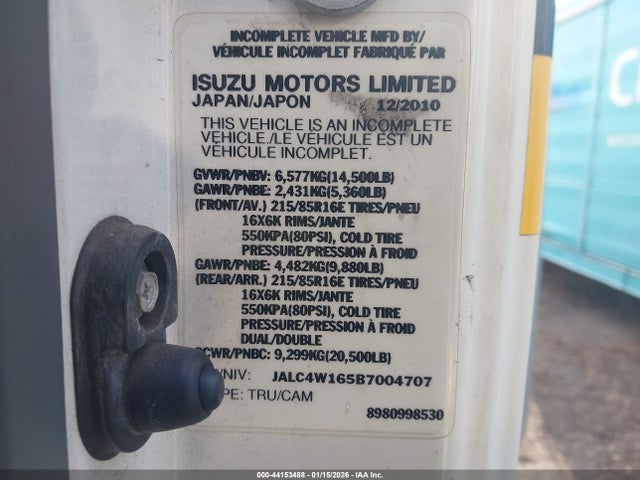 INCOMPLETE VEHICLE MFD BY/
VÉHICULE INCOMPLET FABRIQUÉ PAR
ISUZU MOTORS LIMITED
JAPAN/JAPON 12/2010
THIS VEHICLE IS AN INCOMPLETE
VEHICLE./LE VÉHICULE EST UN
VÉHICULE INCOMPLET.
GVWR/PNBV: 6,577KG(14,500LB)
GAWR/PNBE: 2,431KG(5,360LB)
(FRONT/AV.) 215/85R16E TIRES/PNEU
16X6K RIMS/JANTE
550KPA(80PSI), COLD TIRE
PRESSURE/PRESSION À FROID
GAWR/PNBE: 4,482KG(9,880LB)
(REAR/ARR.) 215/85R16E TIRES/PNEU
16X6K RIMS/JANTE
550KPA(80PSI), COLD TIRE
PRESSURE/PRESSION À FROID
DUAL/DOUBLE
GCWR/PNBC: 9,299KG(20,500LB)
/NIV: JALC4W165B7004707
PE: TRU/CAM
8980998530
000-44153488 - 01/15/2026 - IAA Inc.